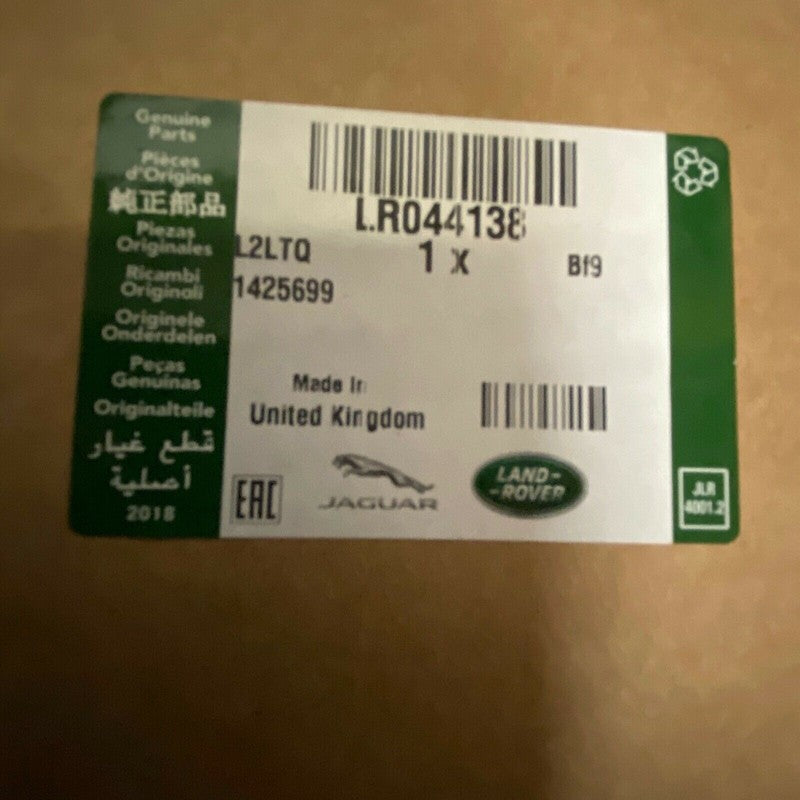 Genuine
Parts
Pièces
d'Origine
純正部品
Piezas
Originales
Ricambi
Originali
Originele
Onderdelen
Peças
Genuínas
Originalteile
قطع غيار
أصلية
2018
LR044138
L2LTQ
1 x
Bf9
1425699
Made In
United Kingdom
EAC
JAGUAR
LAND-
-ROVER
JLR
4001.2